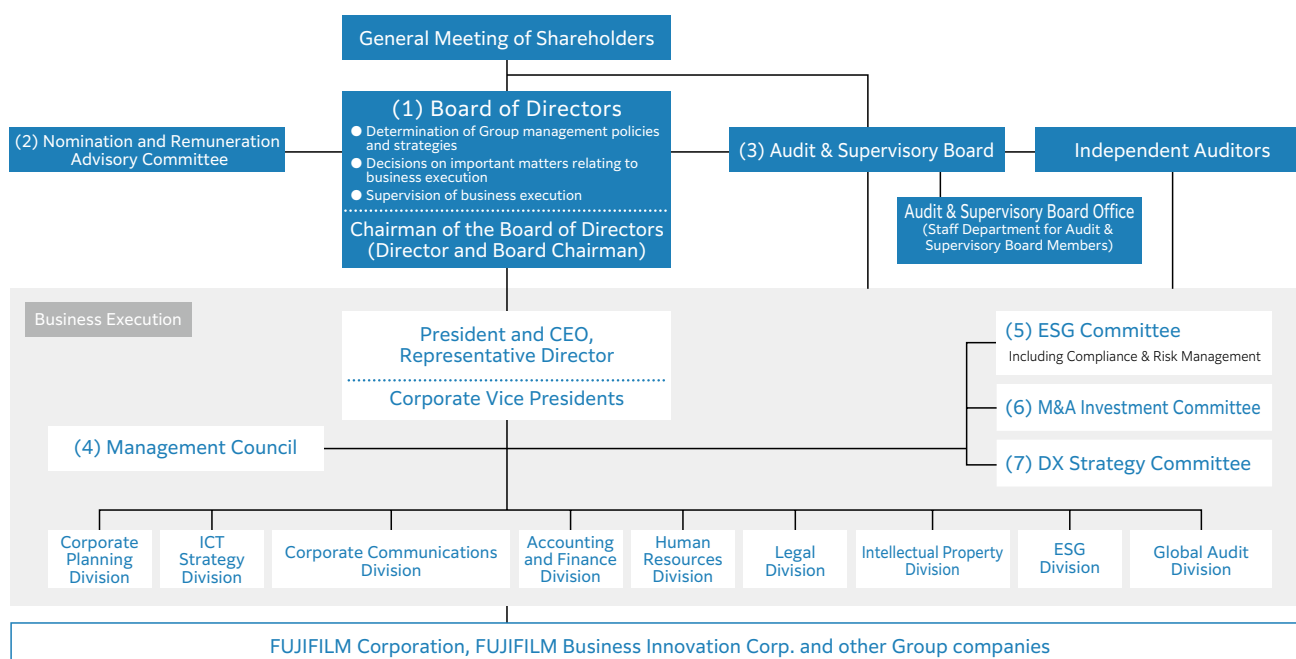 General Meeting of Shareholders
(1) Board of Directors
● Determination of Group management policies
and strategies
● Decisions on important matters relating to
business execution
● Supervision of business execution
Chairman of the Board of Directors
(Director and Board Chairman)
(2) Nomination and Remuneration
Advisory Committee
(3) Audit & Supervisory Board
Independent Auditors
Audit & Supervisory Board Office
(Staff Department for Audit &
Supervisory Board Members)
Business Execution
President and CEO,
Representative Director
Corporate Vice Presidents
(4) Management Council
(5) ESG Committee
Including Compliance & Risk Management
(6) M&A Investment Committee
(7) DX Strategy Committee
Corporate
Planning
Division
ICT
Strategy
Division
Corporate Communications
Division
Accounting
and Finance
Division
Human
Resources
Division
Legal
Division
Intellectual Property
Division
ESG
Division
Global Audit
Division
FUJIFILM Corporation, FUJIFILM Business Innovation Corp. and other Group companies